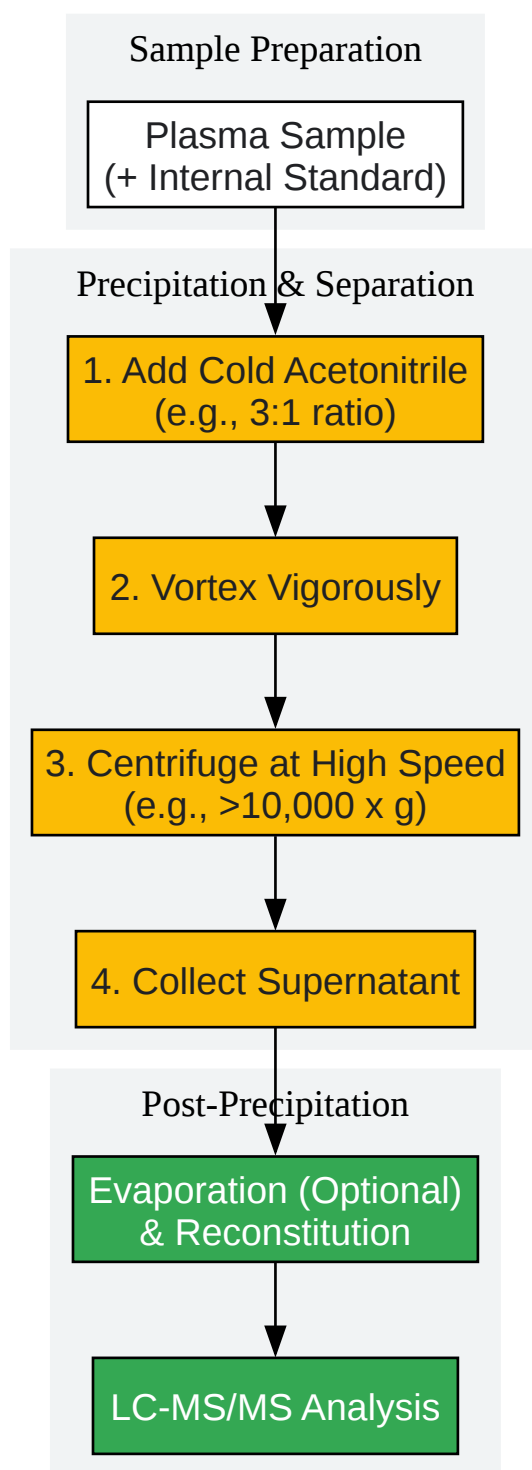 Sample Preparation
Plasma Sample
(+ Internal Standard)
Precipitation & Separation
1. Add Cold Acetonitrile
(e.g., 3:1 ratio)
2. Vortex Vigorously
3. Centrifuge at High Speed
(e.g., >10,000 x g)
4. Collect Supernatant
Post-Precipitation
Evaporation (Optional)
& Reconstitution
LC-MS/MS Analysis